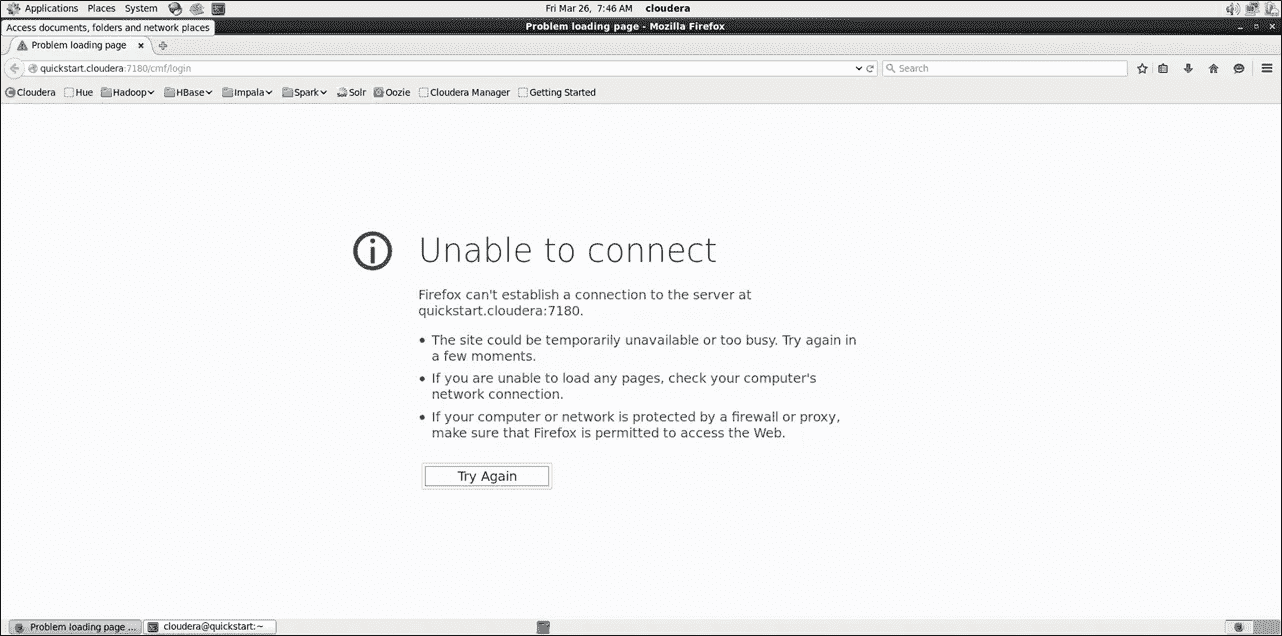 Applications Places System Fri Mar 26, 7:46 AM cloudera
Access documents, folders and network places
Problem loading page - Mozilla Firefox
Problem loading page
quickstart.cloudera:7180/cmf/login Search
Cloudera Hue Hadoop HBase Impala Spark Solr Oozie Cloudera Manager Getting Started
Unable to connect
Firefox can't establish a connection to the server at
quickstart.cloudera:7180.
• The site could be temporarily unavailable or too busy. Try again in
a few moments.
• If you are unable to load any pages, check your computer's
network connection.
• If your computer or network is protected by a firewall or proxy,
make sure that Firefox is permitted to access the Web.
Try Again
Problem loading page ... cloudera@quickstart:~